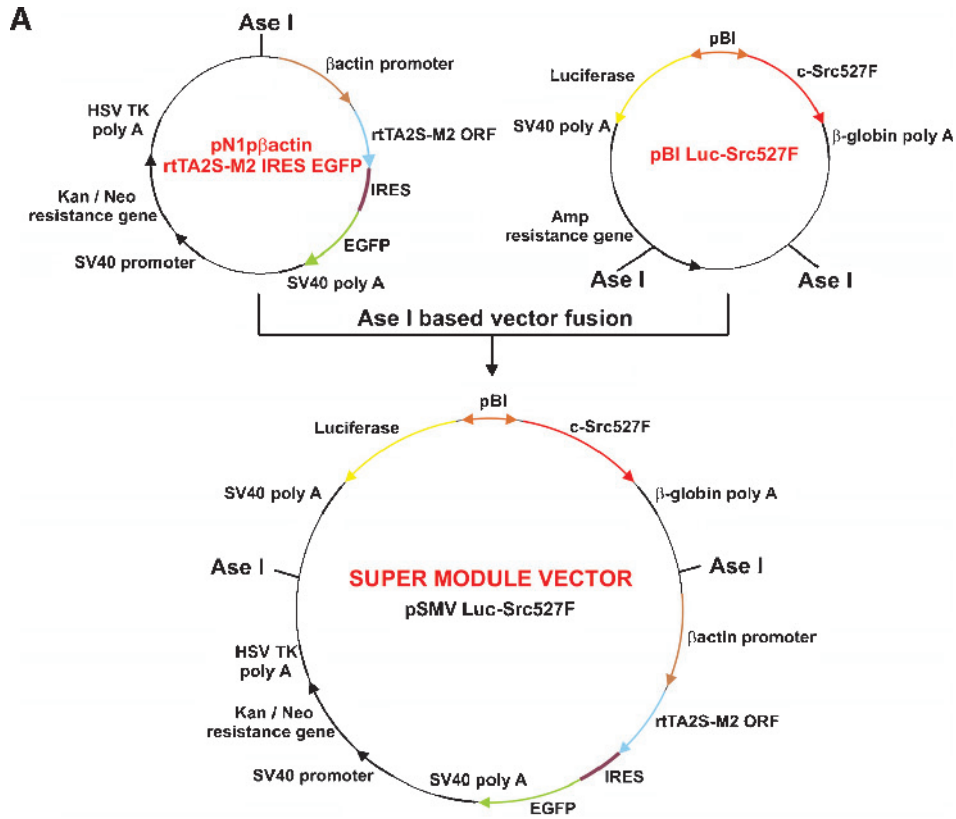 A
Ase I
βactin promoter
HSV TK
poly A
rtTA2S-M2 ORF
pN1pβactin
rtTA2S-M2 IRES EGFP
IRES
Kan / Neo
resistance gene
EGFP
SV40 promoter
SV40 poly A
pBI
Luciferase
c-Src527F
SV40 poly A
β-globin poly A
pBI Luc-Src527F
Amp
resistance gene
Ase I
Ase I
Ase I based vector fusion
pBI
Luciferase
c-Src527F
SV40 poly A
β-globin poly A
Ase I
Ase I
SUPER MODULE VECTOR
pSMV Luc-Src527F
βactin promoter
HSV TK
poly A
Kan / Neo
resistance gene
rtTA2S-M2 ORF
SV40 promoter
SV40 poly A
IRES
EGFP